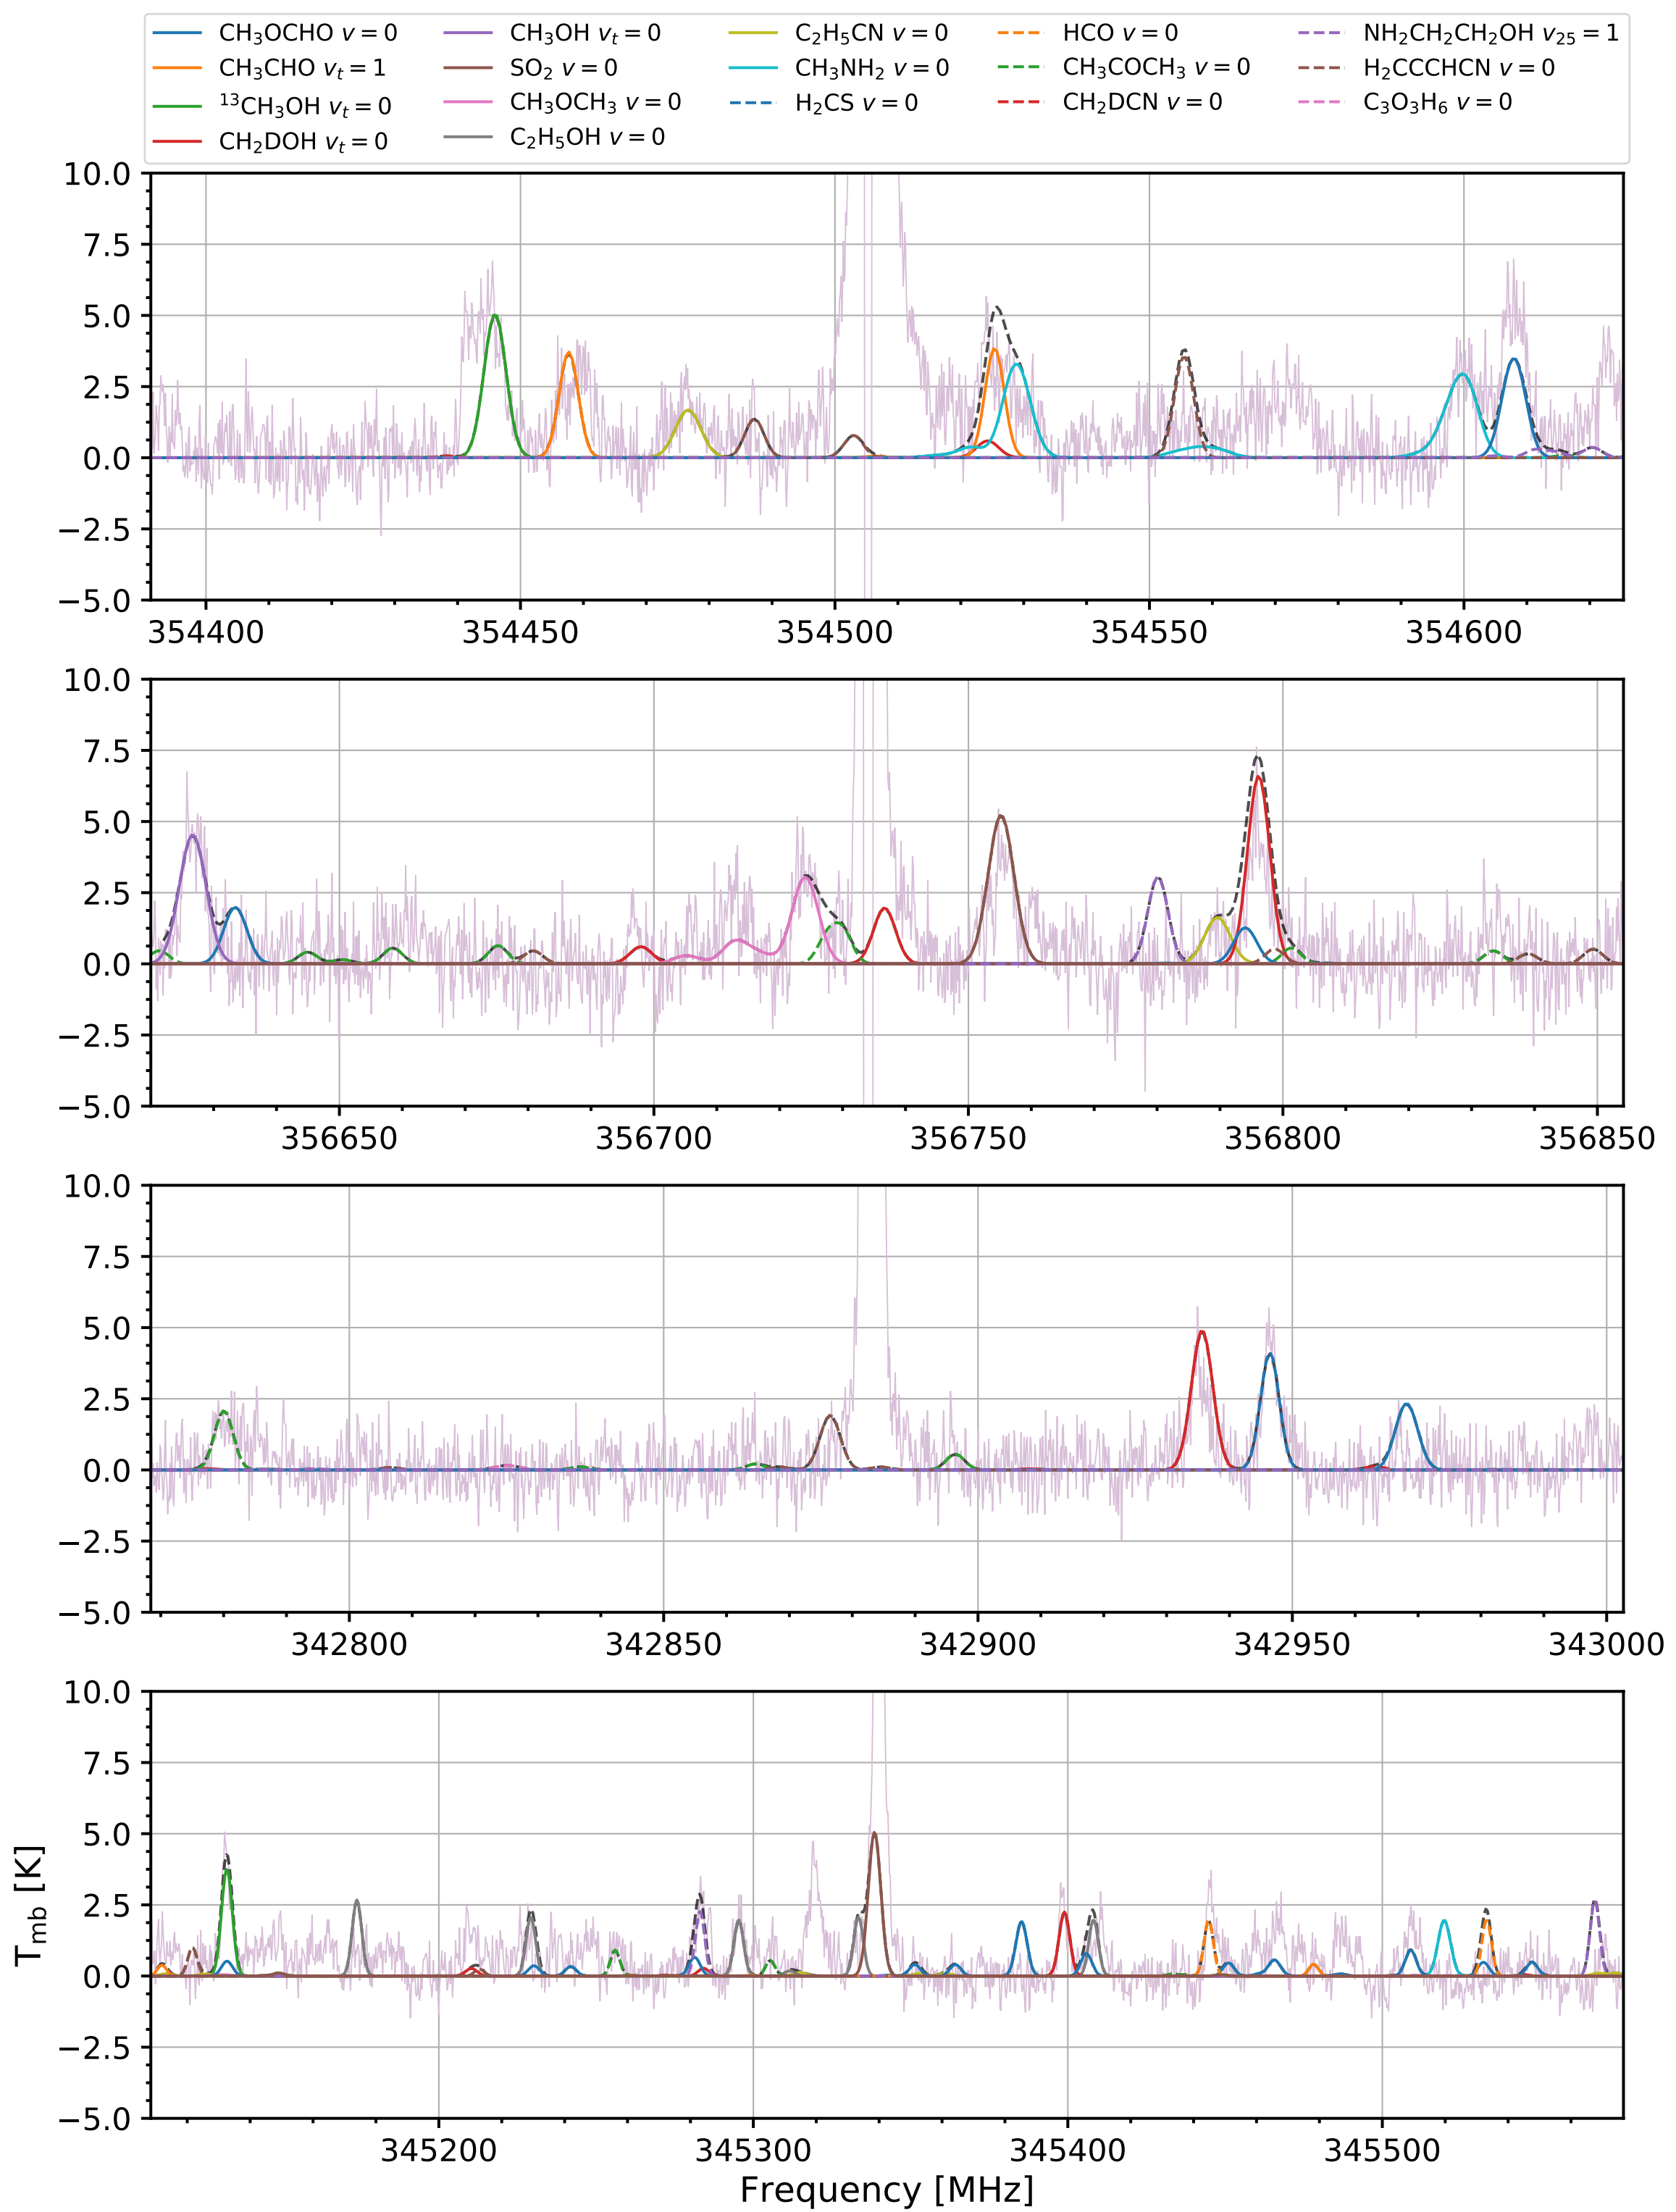 CH₃OCHO v = 0 CH₃OH vₜ = 0 C₂H₅CN v = 0 HCO v = 0 NH₂CH₂CH₂OH v₂₅ = 1
CH₃CHO vₜ = 1 SO₂ v = 0 CH₃NH₂ v = 0 CH₃COCH₃ v = 0 H₂CCCHCN v = 0
¹³CH₃OH vₜ = 0 CH₃OCH₃ v = 0 H₂CS v = 0 CH₂DCN v = 0 C₃O₃H₆ v = 0
CH₂DOH vₜ = 0 C₂H₅OH v = 0
10.0
7.5
5.0
2.5
0.0
−2.5
−5.0
354400 354450 354500 354550 354600
10.0
7.5
5.0
2.5
0.0
−2.5
−5.0
356650 356700 356750 356800 356850
10.0
7.5
5.0
2.5
0.0
−2.5
−5.0
342800 342850 342900 342950 343000
10.0
7.5
5.0
2.5
0.0
−2.5
−5.0
345200 345300 345400 345500
T_mb [K]
Frequency [MHz]